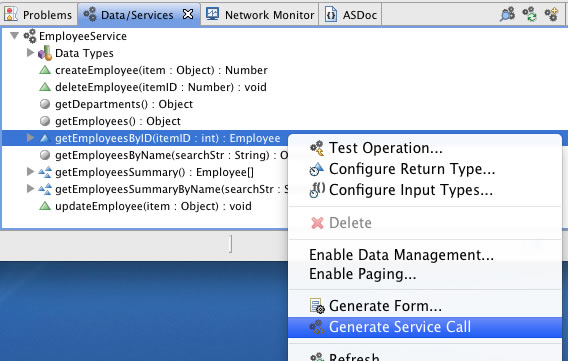 Problems Data/Services Network Monitor ASDoc
EmployeeService
Data Types
createEmployee(item : Object) : Number
deleteEmployee(itemID : Number) : void
getDepartments() : Object
getEmployees() : Object
getEmployeesByID(itemID : int) : Employee
getEmployeesByName(searchStr : String) : O
getEmployeesSummary() : Employee[]
getEmployeesSummaryByName(searchStr : S
updateEmployee(item : Object) : void
Test Operation...
Configure Return Type...
Configure Input Types...
Delete
Enable Data Management...
Enable Paging...
Generate Form...
Generate Service Call
Refresh